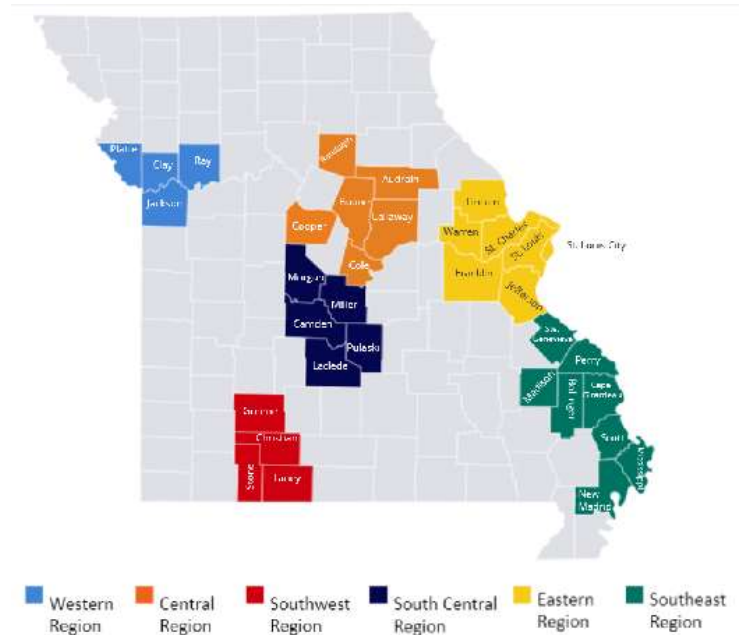 Platte
Clay
Ray
Jackson
Randolph
Audrain
Boone
Callaway
Cooper
Cole
Lincoln
Warren
St. Charles
St. Louis
St. Louis City
Franklin
Jefferson
Morgan
Miller
Camden
Pulaski
Laclede
Ste.
Genevieve
Perry
Madison
Bollinger
Cape
Girardeau
Scott
Mississippi
New
Madrid
Greene
Christian
Stone
Taney
Western
Region
Central
Region
Southwest
Region
South Central
Region
Eastern
Region
Southeast
Region